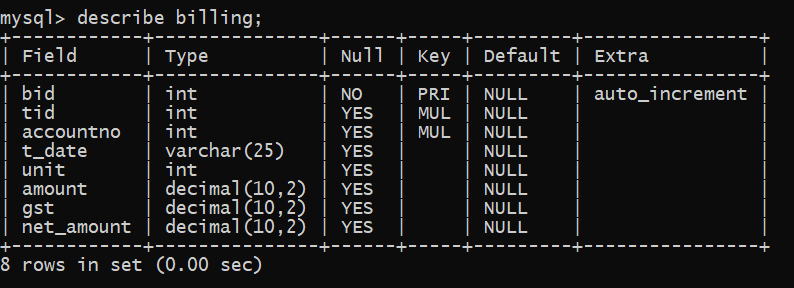 mysql> describe billing;
+------------+---------------+------+-----+---------+----------------+
| Field      | Type          | Null | Key | Default | Extra          |
+------------+---------------+------+-----+---------+----------------+
| bid        | int           | NO   | PRI | NULL    | auto_increment |
| tid        | int           | YES  | MUL | NULL    |                |
| accountno  | int           | YES  | MUL | NULL    |                |
| t_date     | varchar(25)   | YES  |     | NULL    |                |
| unit       | int           | YES  |     | NULL    |                |
| amount     | decimal(10,2) | YES  |     | NULL    |                |
| gst        | decimal(10,2) | YES  |     | NULL    |                |
| net_amount | decimal(10,2) | YES  |     | NULL    |                |
+------------+---------------+------+-----+---------+----------------+
8 rows in set (0.00 sec)